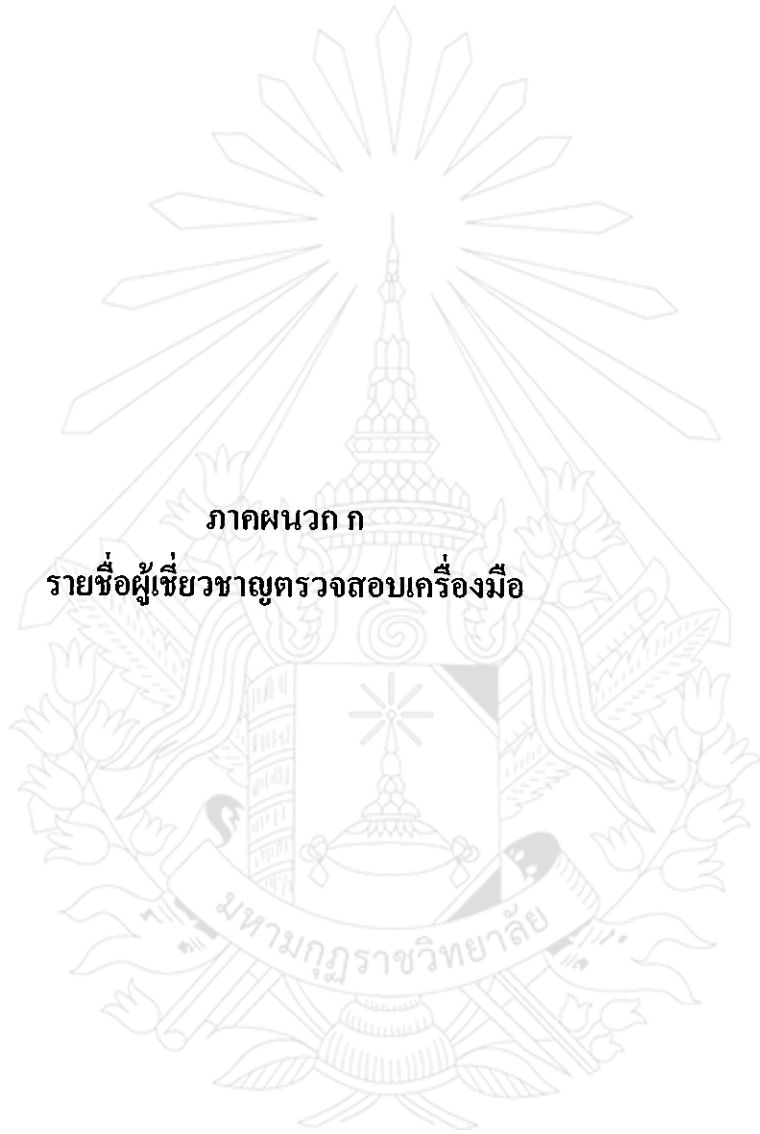 ภาคผนวก ก
รายชื่อผู้เชี่ยวชาญตรวจสอบเครื่องมือ
มหามกุฏราชวิทยาลัย